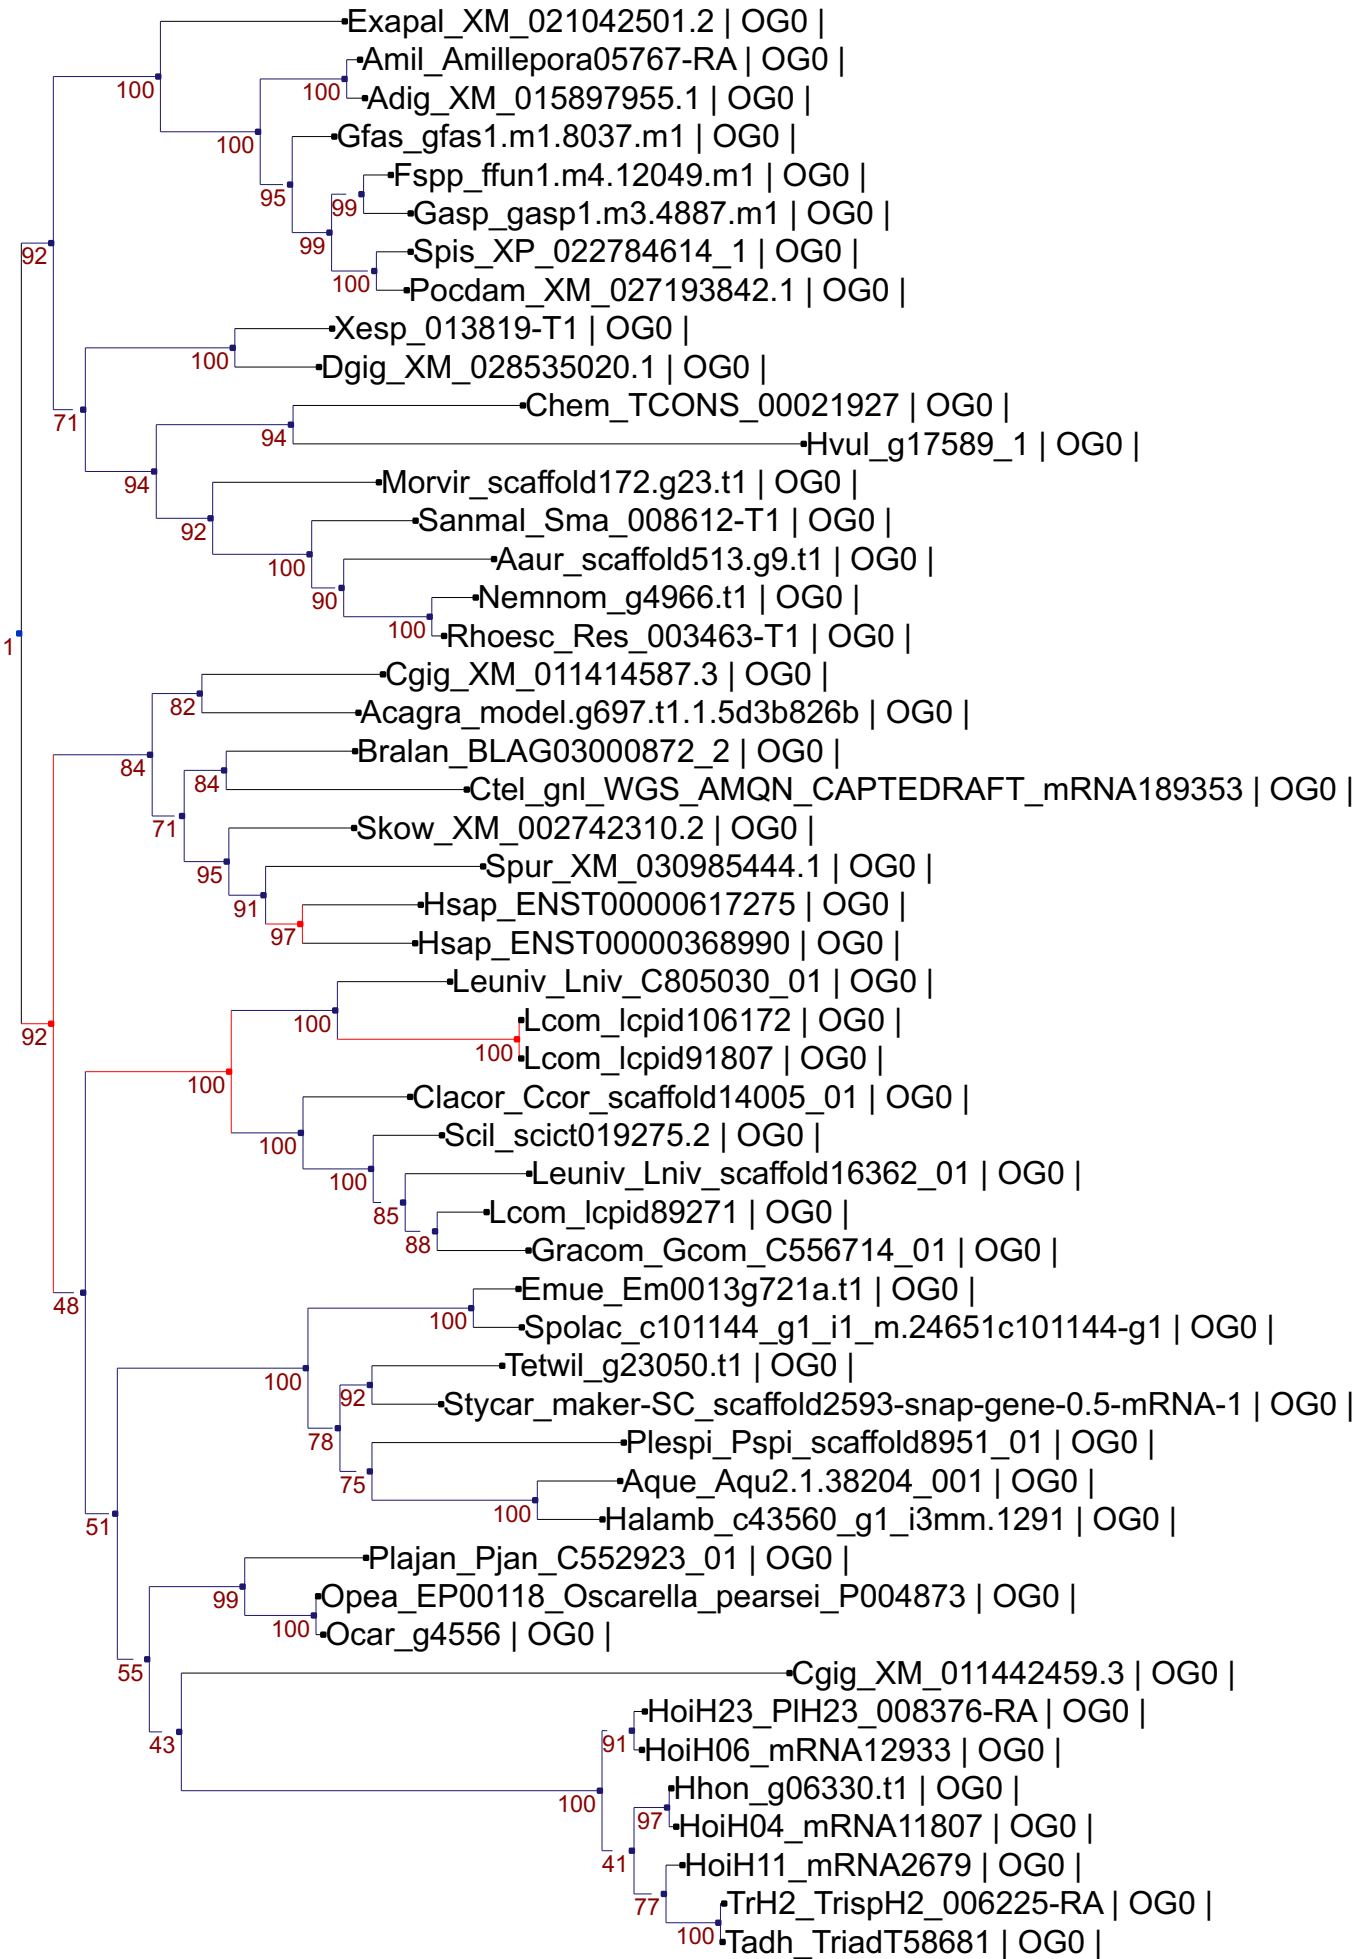 Exapal_XM_021042501.2 | OG0 |
Amil_Amillepora05767-RA | OG0 |
100
100
Adig_XM_015897955.1 | OG0 |
100
Gfas_gfas1.m1.8037.m1 | OG0 |
Fspp_ffun1.m4.12049.m1 | OG0 |
95
99
Gasp_gasp1.m3.4887.m1 | OG0 |
99
92
Spis_XP_022784614_1 | OG0 |
100
Pocdam_XM_027193842.1 | OG0 |
Xesp_013819-T1 | OG0 |
100
Dgig_XM_028535020.1 | OG0 |
Chem_TCONS_00021927 | OG0 |
71
94
Hvul_g17589_1 | OG0 |
94
Morvir_scaffold172.g23.t1 | OG0 |
Sanmal_Sma_008612-T1 | OG0 |
92
Aaur_scaffold513.g9.t1 | OG0 |
100
Nemnom_g4966.t1 | OG0 |
90
100
Rhoesc_Res_003463-T1 | OG0 |
1
Cgig_XM_011414587.3 | OG0 |
82
Acagra_model.g697.t1.1.5d3b826b | OG0 |
Bralan_BLAG03000872_2 | OG0 |
84
84
Ctel_gnl_WGS_AMQN_CAPTEDRAFT_mRNA189353 | OG0 |
71
Skow_XM_002742310.2 | OG0 |
Spur_XM_030985444.1 | OG0 |
95
Hsap_ENST00000617275 | OG0 |
91
97
Hsap_ENST00000368990 | OG0 |
Leuniv_Lniv_C805030_01 | OG0 |
100
Lcom_lcpid106172 | OG0 |
92
100
Lcom_lcpid91807 | OG0 |
100
Clacor_Ccor_scaffold14005_01 | OG0 |
100
Scil_scict019275.2 | OG0 |
100
Leuniv_Lniv_scaffold16362_01 | OG0 |
85
Lcom_lcpid89271 | OG0 |
88
Gracom_Gcom_C556714_01 | OG0 |
Emue_Em0013g721a.t1 | OG0 |
48
100
Spolac_c101144_g1_i1_m.24651c101144-g1 | OG0 |
Tetwil_g23050.t1 | OG0 |
100
92
Stycar_maker-SC_scaffold2593-snap-gene-0.5-mRNA-1 | OG0 |
78
Plespi_Pspi_scaffold8951_01 | OG0 |
75
Aque_Aqu2.1.38204_001 | OG0 |
100
Halamb_c43560_g1_i3mm.1291 | OG0 |
51
Plajan_Pjan_C552923_01 | OG0 |
99
Opea_EP00118_Oscarella_pearsei_P004873 | OG0 |
100
Ocar_g4556 | OG0 |
55
Cgig_XM_011442459.3 | OG0 |
HoiH23_PlH23_008376-RA | OG0 |
43
91
HoiH06_mRNA12933 | OG0 |
Hhon_g06330.t1 | OG0 |
100
97
HoiH04_mRNA11807 | OG0 |
41
HoiH11_mRNA2679 | OG0 |
77
TrH2_TrispH2_006225-RA | OG0 |
100
Tadh_TriadT58681 | OG0 |